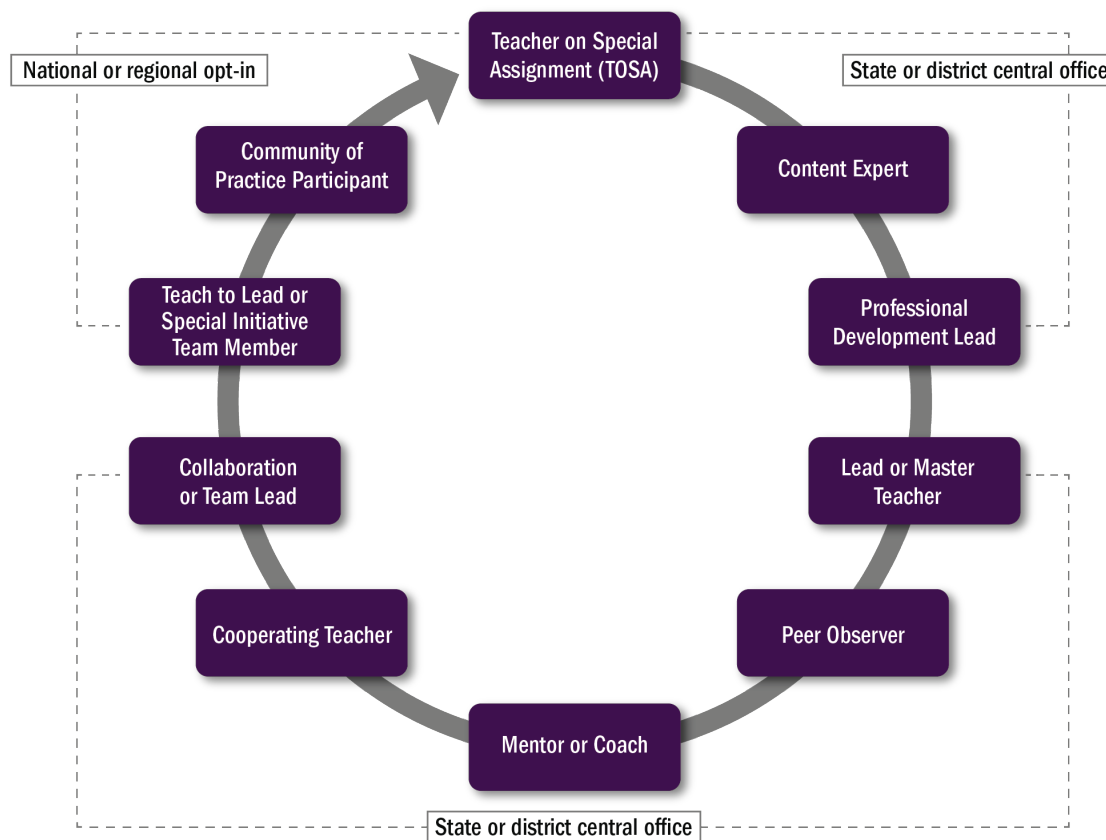 Teacher on Special
Assignment (TOSA)
National or regional opt-in
State or district central office
Community of
Practice Participant
Content Expert
Teach to Lead or
Special Initiative
Team Member
Professional
Development Lead
Collaboration
or Team Lead
Lead or Master
Teacher
Cooperating Teacher
Peer Observer
Mentor or Coach
State or district central office